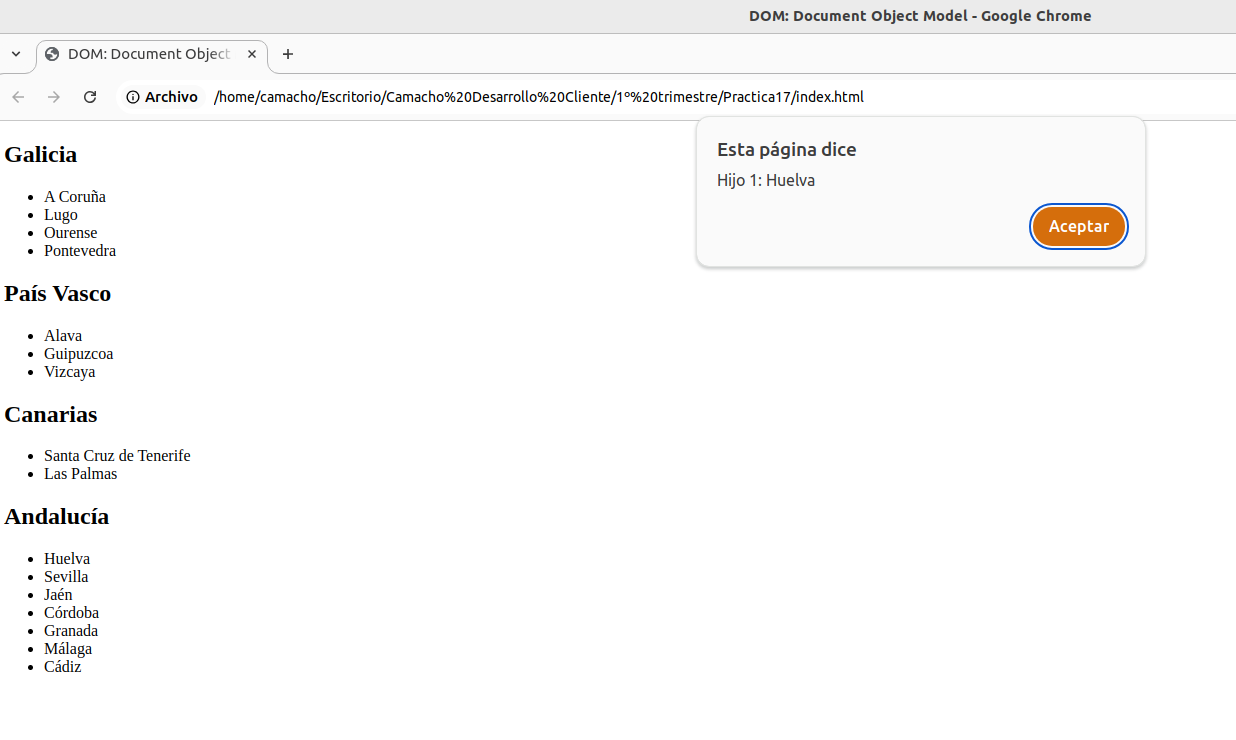 DOM: Document Object Model - Google Chrome
DOM: Document Object
Archivo /home/camacho/Escritorio/Camacho%20Desarrollo%20Cliente/1º%20trimestre/Practica17/index.html
Esta página dice
Hijo 1: Huelva
Aceptar
Galicia
A Coruña
Lugo
Ourense
Pontevedra
País Vasco
Alava
Guipuzcoa
Vizcaya
Canarias
Santa Cruz de Tenerife
Las Palmas
Andalucía
Huelva
Sevilla
Jaén
Córdoba
Granada
Málaga
Cádiz